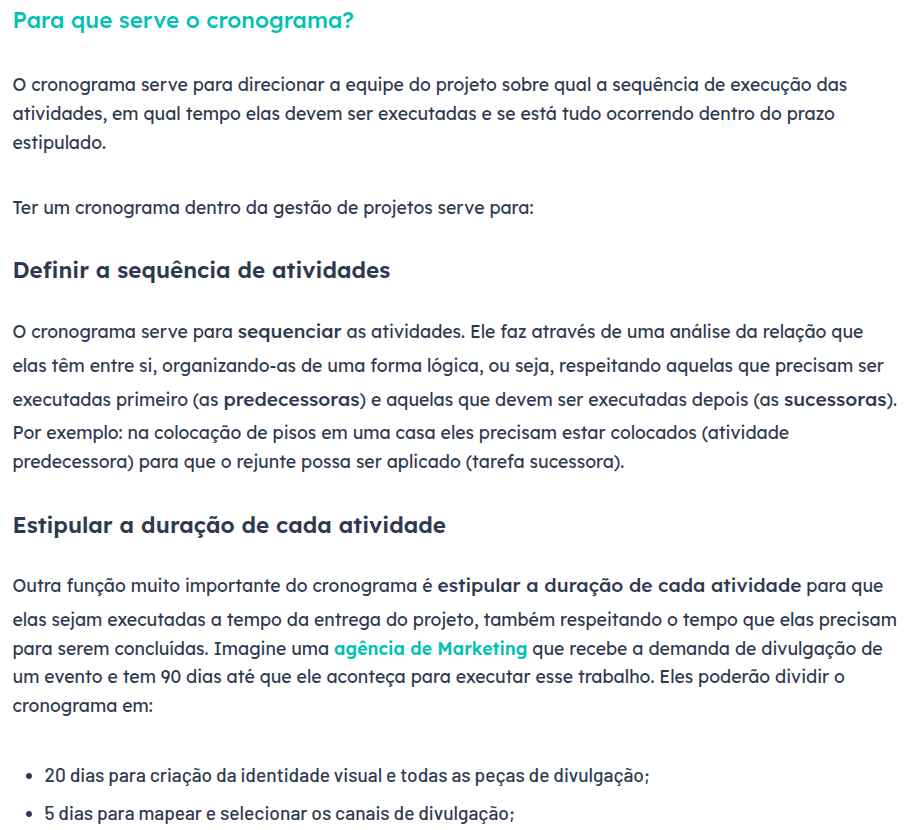 Para que serve o cronograma?
O cronograma serve para direcionar a equipe do projeto sobre qual a sequência de execução das
atividades, em qual tempo elas devem ser executadas e se está tudo ocorrendo dentro do prazo
estipulado.
Ter um cronograma dentro da gestão de projetos serve para:
Definir a sequência de atividades
O cronograma serve para sequenciar as atividades. Ele faz através de uma análise da relação que
elas têm entre si, organizando-as de uma forma lógica, ou seja, respeitando aquelas que precisam ser
executadas primeiro (as predecessoras) e aquelas que devem ser executadas depois (as sucessoras).
Por exemplo: na colocação de pisos em uma casa eles precisam estar colocados (atividade
predecessora) para que o rejunte possa ser aplicado (tarefa sucessora).
Estipular a duração de cada atividade
Outra função muito importante do cronograma é estipular a duração de cada atividade para que
elas sejam executadas a tempo da entrega do projeto, também respeitando o tempo que elas precisam
para serem concluídas. Imagine uma agência de Marketing que recebe a demanda de divulgação de
um evento e tem 90 dias até que ele aconteça para executar esse trabalho. Eles poderão dividir o
cronograma em:
• 20 dias para criação da identidade visual e todas as peças de divulgação;
• 5 dias para mapear e selecionar os canais de divulgação;